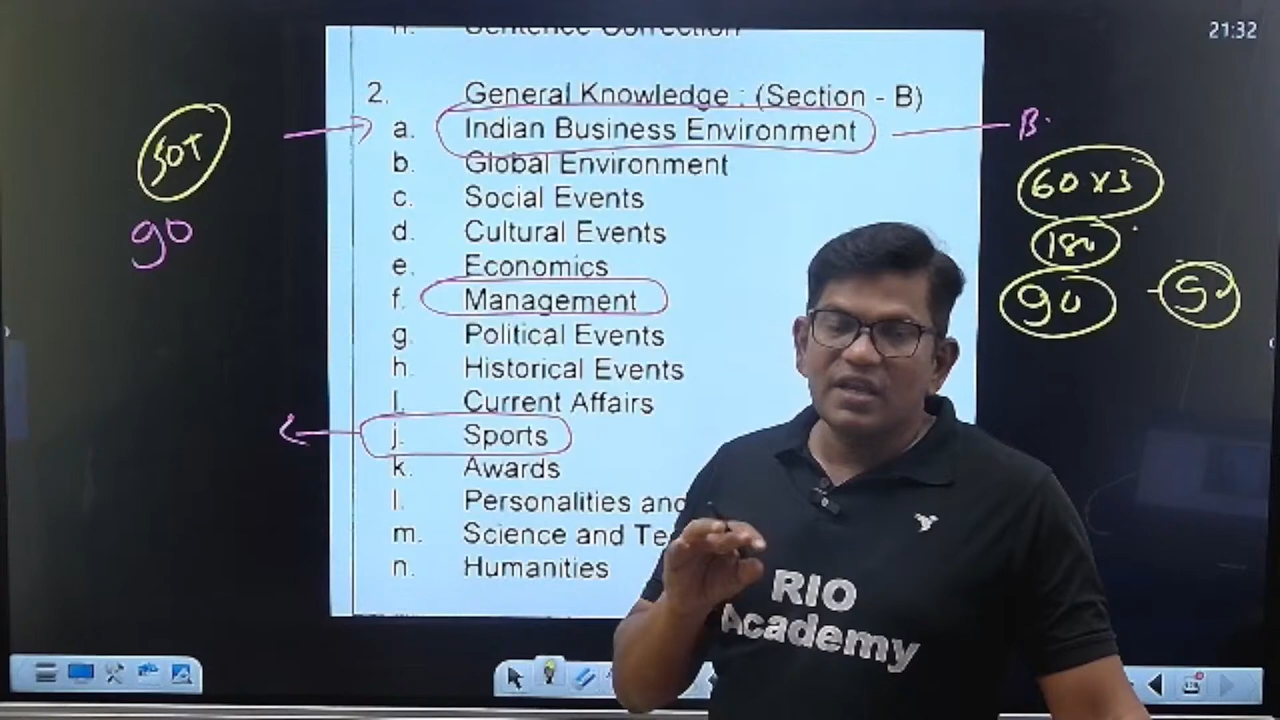 21:32
2. General Knowledge : (Section - B)
a. Indian Business Environment
b. Global Environment
c. Social Events
d. Cultural Events
e. Economics
f. Management
g. Political Events
h. Historical Events
I. Current Affairs
j. Sports
k. Awards
l. Personalities and
m. Science and Te
n. Humanities
90
B.
60 x 3
180
90
RIO
Academy